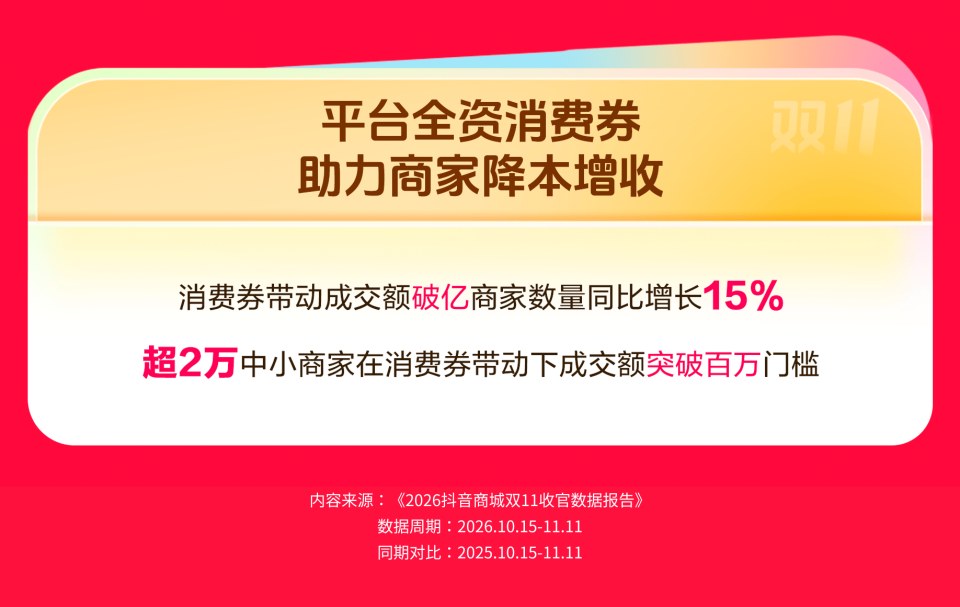 双11
平台全资消费券
助力商家降本增收
消费券带动成交额破亿商家数量同比增长15%
超2万中小商家在消费券带动下成交额突破百万门槛
内容来源：《2026抖音商城双11收官数据报告》
数据周期：2026.10.15-11.11
同期对比：2025.10.15-11.11